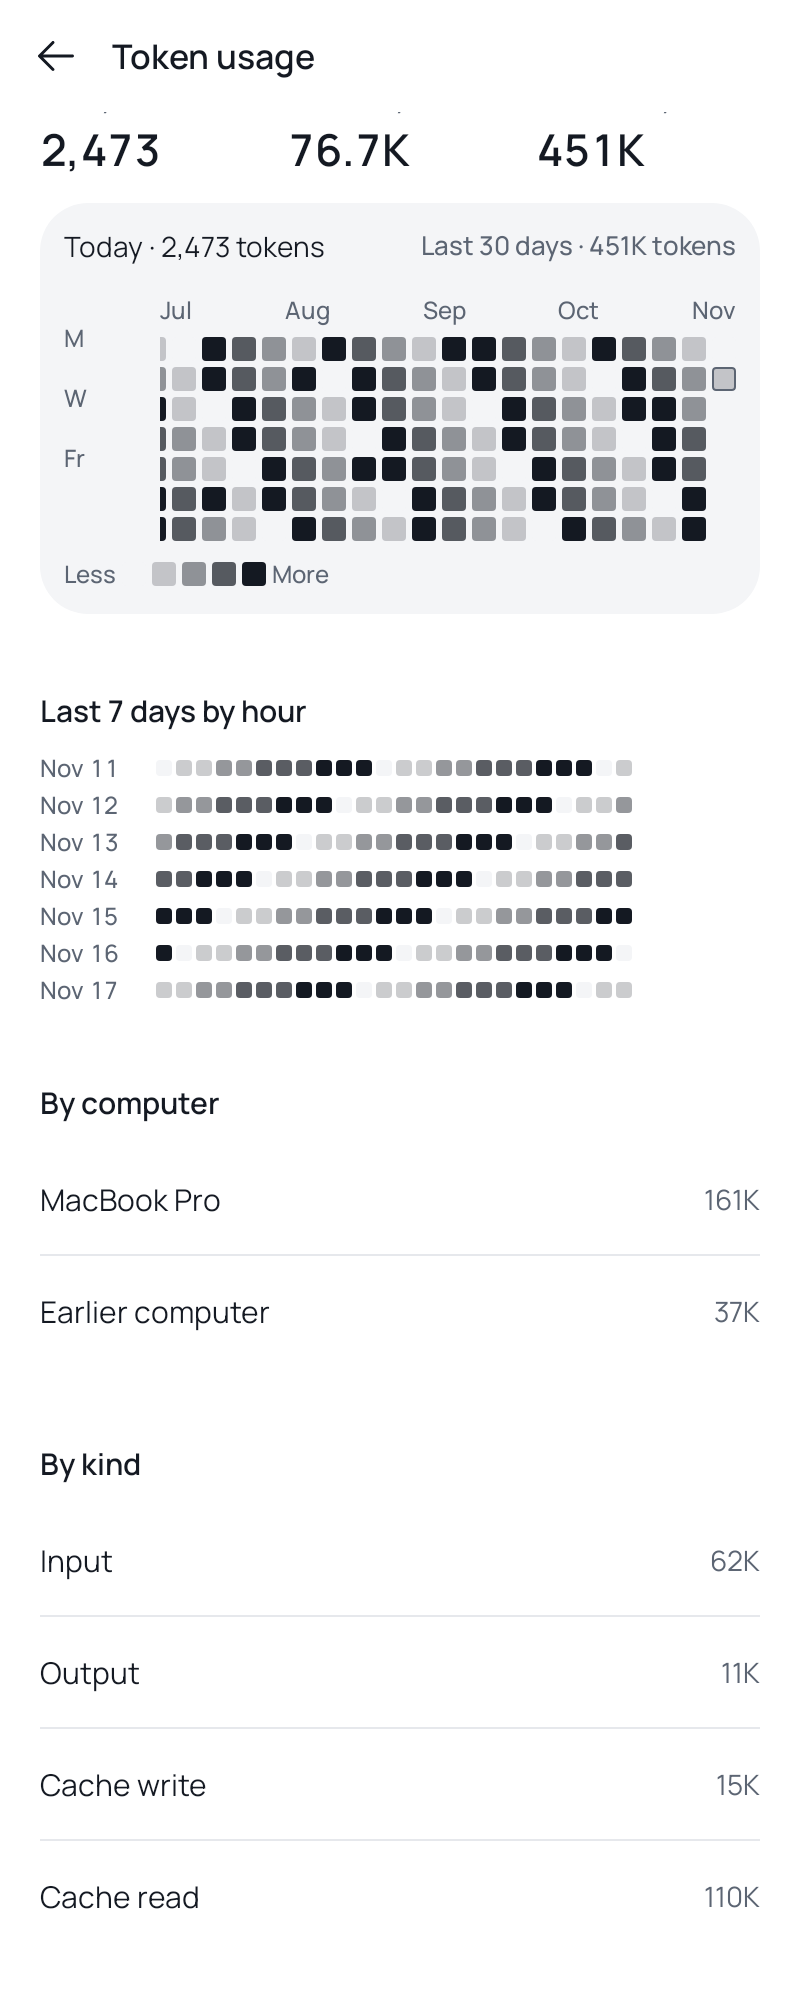 Token usage
2,473 76.7K 451K
Today · 2,473 tokens Last 30 days · 451K tokens
Jul Aug Sep Oct Nov
M
W
Fr
Less More
Last 7 days by hour
Nov 11
Nov 12
Nov 13
Nov 14
Nov 15
Nov 16
Nov 17
By computer
MacBook Pro 161K
Earlier computer 37K
By kind
Input 62K
Output 11K
Cache write 15K
Cache read 110K